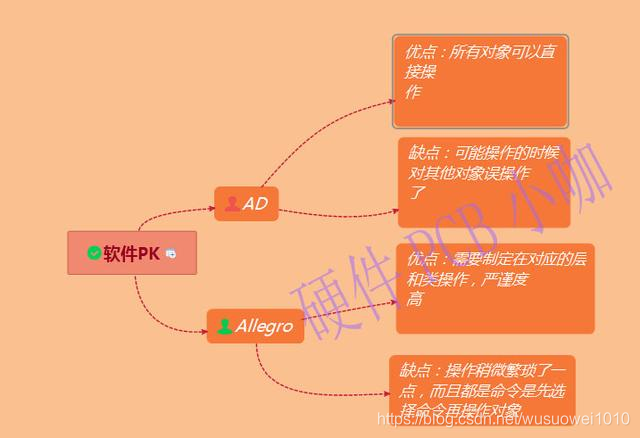 优点：所有对象可以直
接操
作
缺点：可能操作的时候
对其他对象误操作
了
AD
软件PK
优点：需要制定在对应的层
和类操作，严谨度
高
Allegro
缺点：操作稍微繁琐了一
点，而且都是命令是先选
择命令再操作对象
硬件 PCB 小咖
https://blog.csdn.net/wusuowei1010